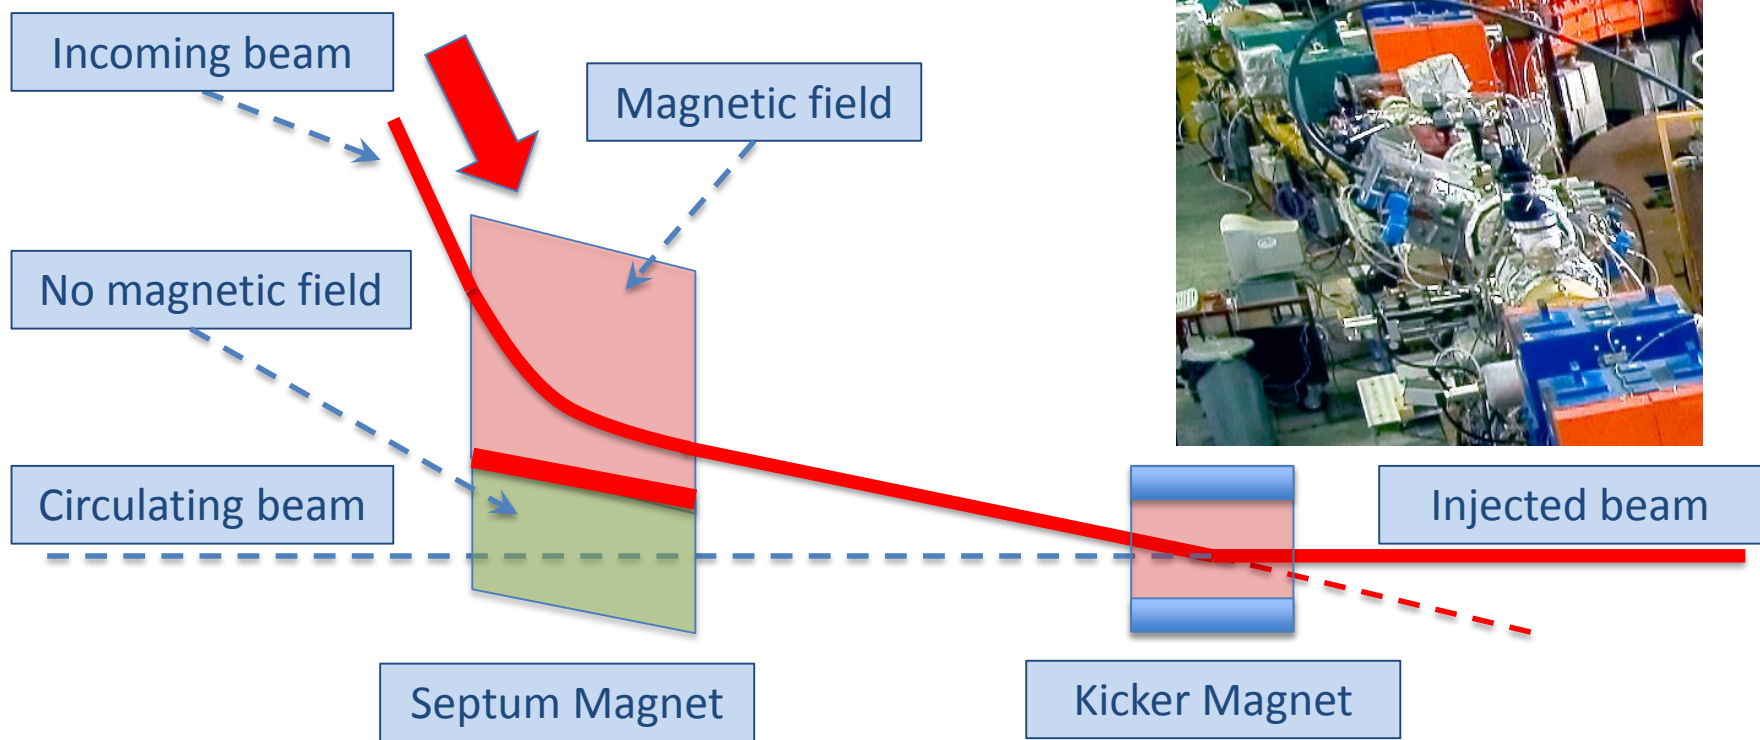 Incoming beam
Magnetic field
No magnetic field
Circulating beam
Injected beam
Septum Magnet
Kicker Magnet